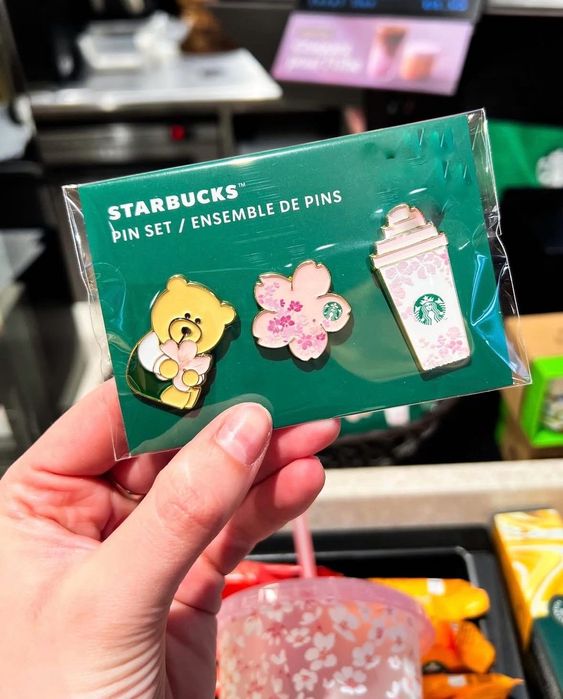 STARBUCKS™
PIN SET / ENSEMBLE DE PINS